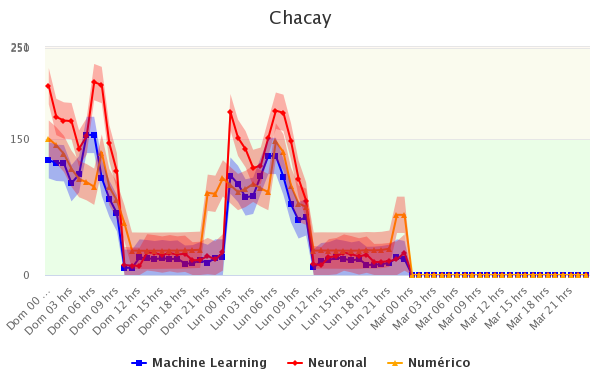 Chacay
250
150
0
Dom 00 ...
Dom 03 hrs
Dom 06 hrs
Dom 09 hrs
Dom 12 hrs
Dom 15 hrs
Dom 18 hrs
Dom 21 hrs
Lun 00 hrs
Lun 03 hrs
Lun 06 hrs
Lun 09 hrs
Lun 12 hrs
Lun 15 hrs
Lun 18 hrs
Lun 21 hrs
Mar 00 hrs
Mar 03 hrs
Mar 06 hrs
Mar 09 hrs
Mar 12 hrs
Mar 15 hrs
Mar 18 hrs
Mar 21 hrs
Machine Learning Neuronal Numérico